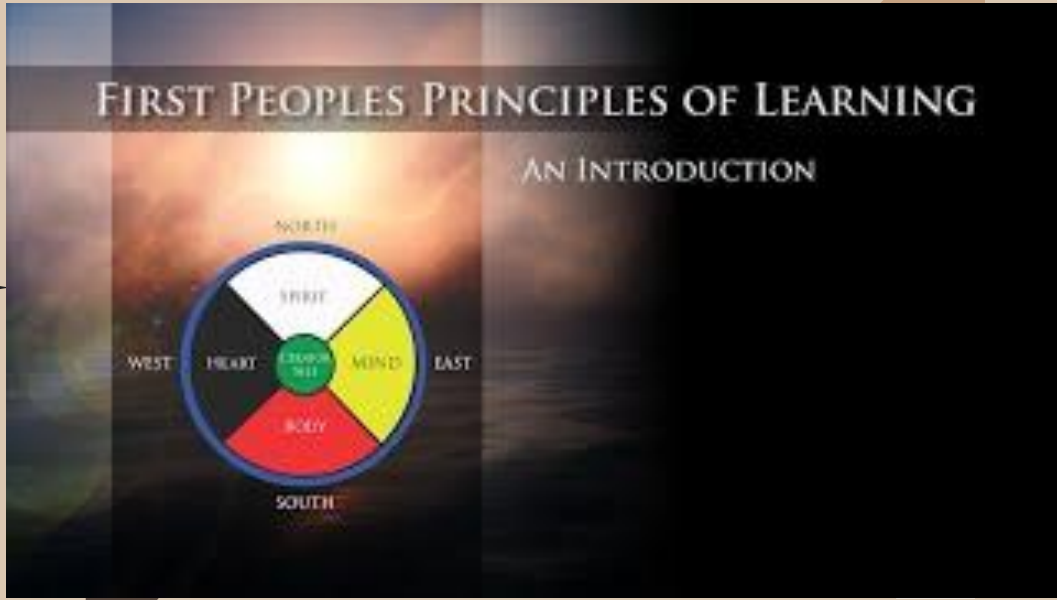 FIRST PEOPLES PRINCIPLES OF LEARNING
AN INTRODUCTION
NORTH
SPIRIT
WEST
HEART
MIND
EAST
BODY
SOUTH